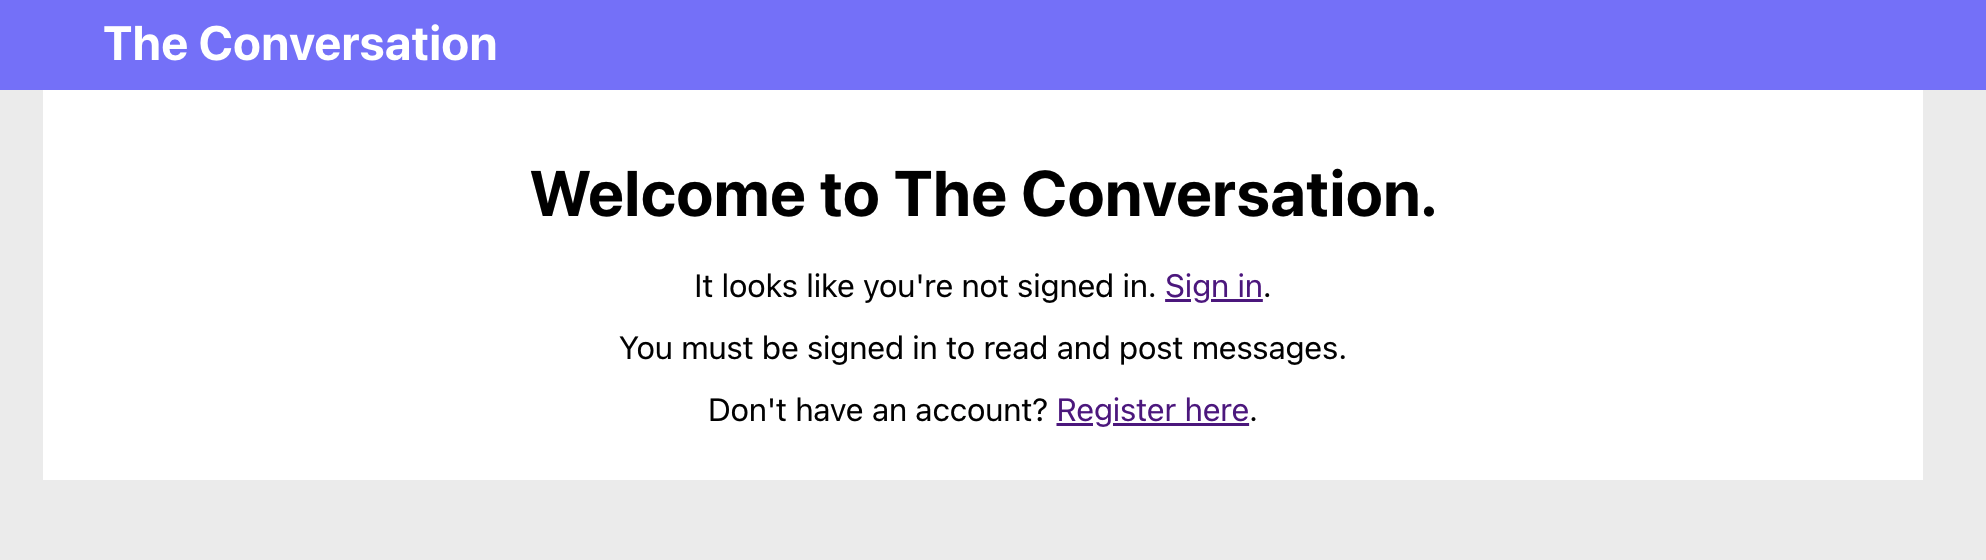 The Conversation
Welcome to The Conversation.
It looks like you're not signed in. Sign in.
You must be signed in to read and post messages.
Don't have an account? Register here.